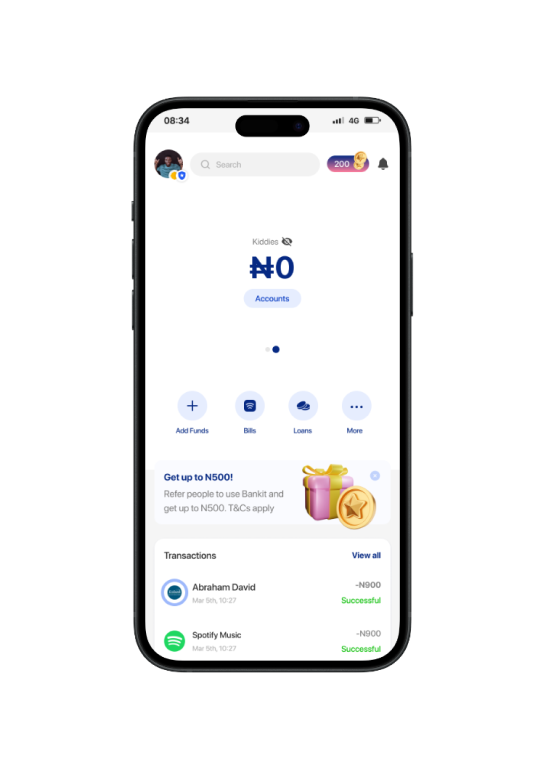 08:34
4G
Search
200
Kiddies
₦0
Accounts
Add Funds
Bills
Loans
More
Get up to N500!
Refer people to use Bankit and
get up to N500. T&Cs apply
Transactions
View all
Abraham David
-N900
Mar 5th, 10:27
Successful
Spotify Music
-N900
Mar 5th, 10:27
Successful